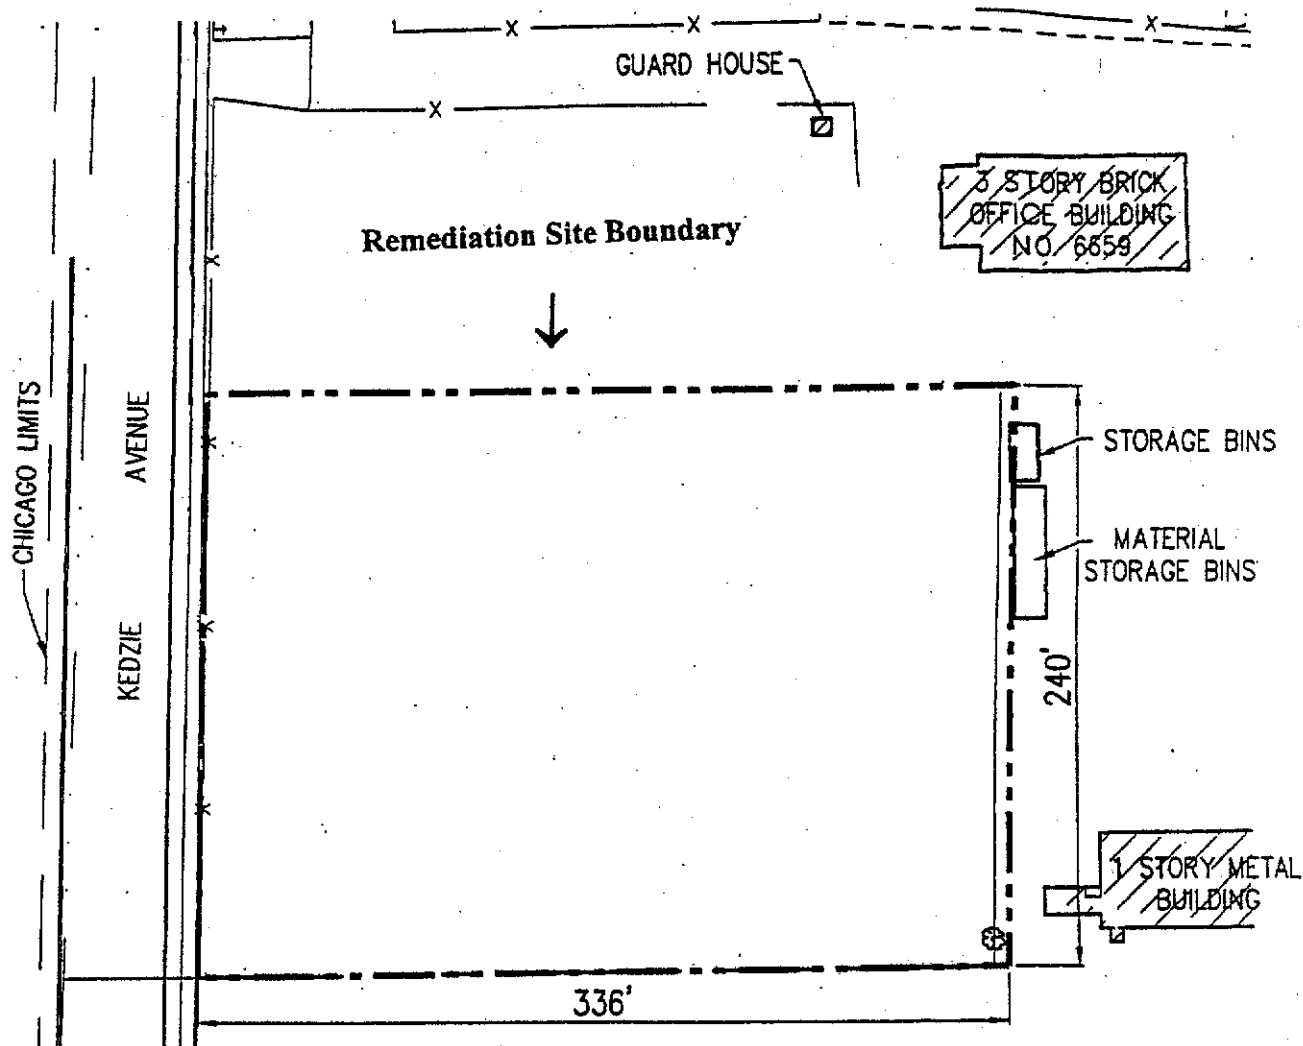 GUARD HOUSE
3 STORY BRICK
OFFICE BUILDING
NO. 6659
Remediation Site Boundary
CHICAGO LIMITS
KEDZIE AVENUE
STORAGE BINS
MATERIAL
STORAGE BINS
240'
1 STORY METAL
BUILDING
336'